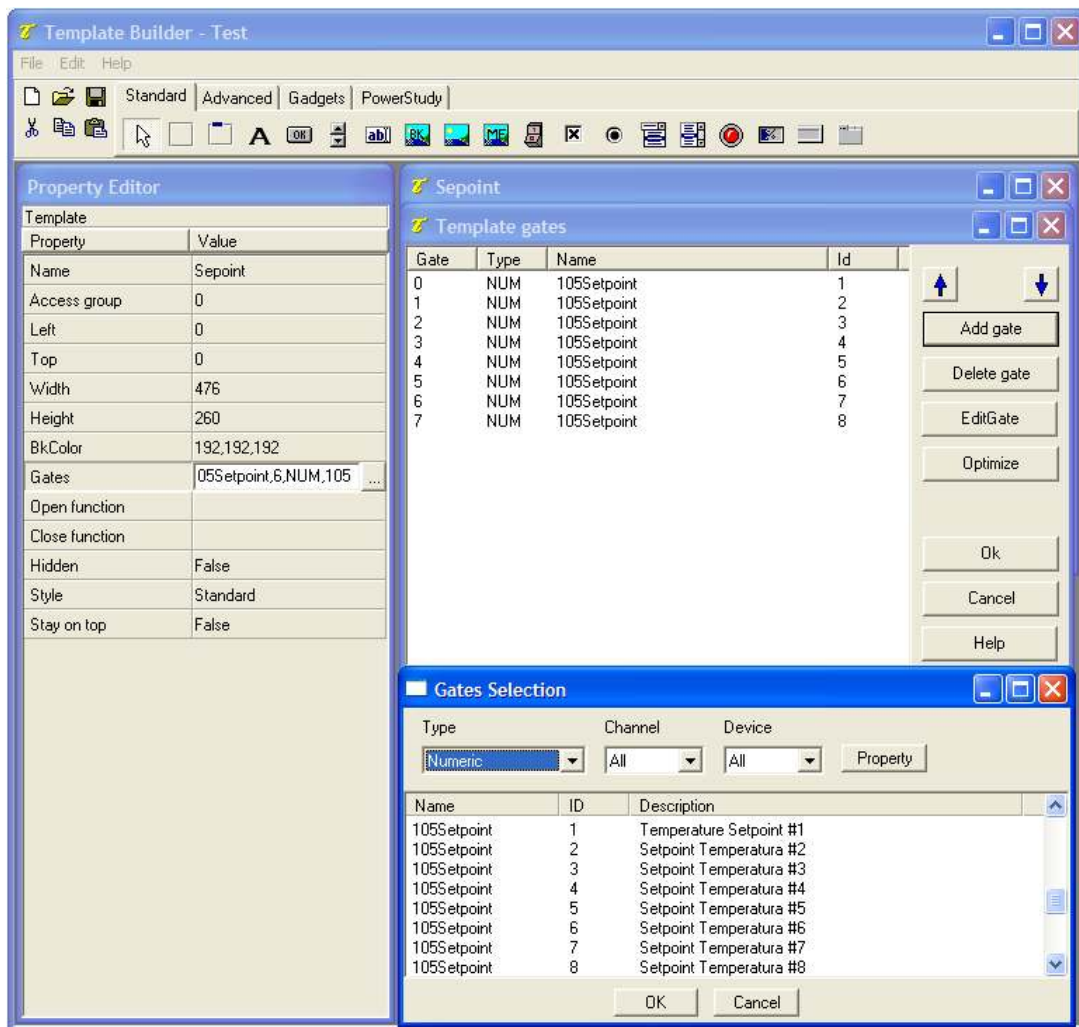 Template Builder - Test
File Edit Help
Standard Advanced Gadgets PowerStudy
A OK ab BK ME
Property Editor
Template
Property Value
Name Sepoint
Access group 0
Left 0
Top 0
Width 476
Height 260
BkColor 192,192,192
Gates 05Setpoint,6,NUM,105 ...
Open function
Close function
Hidden False
Style Standard
Stay on top False
Sepoint
Template gates
Gate Type Name Id
0 NUM 105Setpoint 1
1 NUM 105Setpoint 2
2 NUM 105Setpoint 3
3 NUM 105Setpoint 4
4 NUM 105Setpoint 5
5 NUM 105Setpoint 6
6 NUM 105Setpoint 7
7 NUM 105Setpoint 8
Add gate
Delete gate
EditGate
Optimize
Ok
Cancel
Help
Gates Selection
Type Channel Device
Numeric All All Property
Name ID Description
105Setpoint 1 Temperature Setpoint #1
105Setpoint 2 Setpoint Temperatura #2
105Setpoint 3 Setpoint Temperatura #3
105Setpoint 4 Setpoint Temperatura #4
105Setpoint 5 Setpoint Temperatura #5
105Setpoint 6 Setpoint Temperatura #6
105Setpoint 7 Setpoint Temperatura #7
105Setpoint 8 Setpoint Temperatura #8
OK Cancel